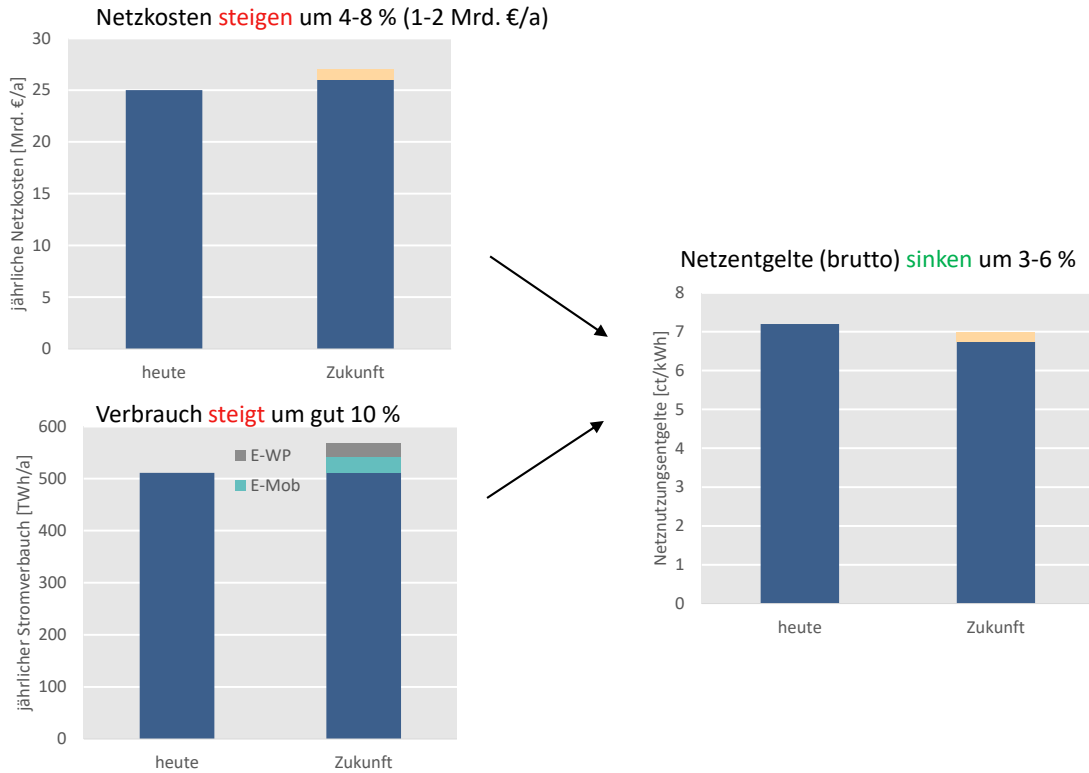 Netzkosten steigen um 4-8 % (1-2 Mrd. €/a)
jährliche Netzkosten [Mrd. €/a]
30
25
20
15
10
5
0
heute
Zukunft
Verbrauch steigt um gut 10 %
jährlicher Stromverbauch [TWh/a]
600
500
400
300
200
100
0
E-WP
E-Mob
heute
Zukunft
Netzentgelte (brutto) sinken um 3-6 %
Netznutzungsentgelte [ct/kWh]
8
7
6
5
4
3
2
1
0
heute
Zukunft